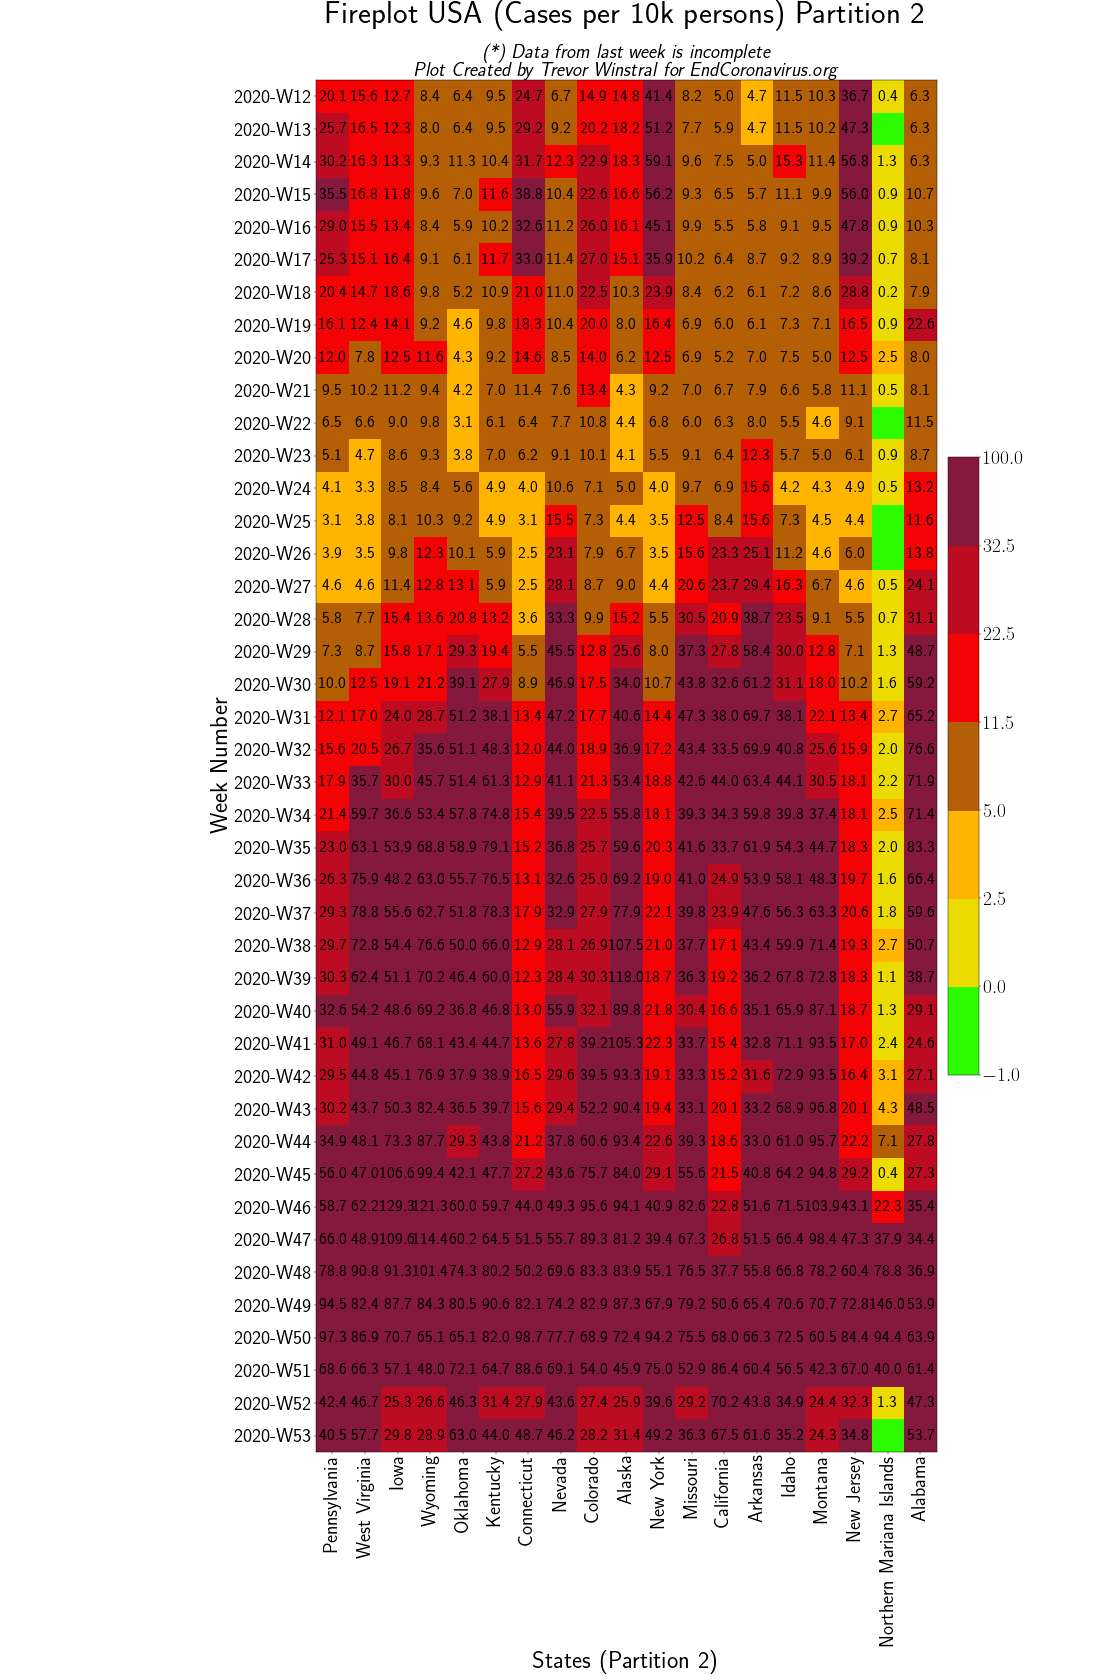 Fireplot USA (Cases per 10k persons) Partition 2
(*) Data from last week is incomplete
Plot Created by Trevor Winstral for EndCoronavirus.org
2020-W12 20.1 15.6 12.7 8.4 6.4 9.5 24.7 6.7 14.9 14.8 41.4 8.2 5.0 4.7 11.5 10.3 36.7 0.4 6.3
2020-W13 25.7 16.5 12.3 8.0 6.4 9.5 29.2 9.2 20.2 18.2 51.2 7.7 5.9 4.7 11.5 10.2 47.3 6.3
2020-W14 30.2 16.3 13.3 9.3 11.3 10.4 31.7 12.3 22.9 18.3 59.1 9.6 7.5 5.0 15.3 11.4 56.8 1.3 6.3
2020-W15 35.5 16.8 11.8 9.6 7.0 11.6 38.8 10.4 22.6 16.6 56.2 9.3 6.5 5.7 11.1 9.9 56.0 0.9 10.7
2020-W16 29.0 15.5 13.4 8.4 5.9 10.2 32.6 11.2 26.0 16.1 45.1 9.9 5.5 5.8 9.1 9.5 47.8 0.9 10.3
2020-W17 25.3 15.1 16.4 9.1 6.1 11.7 33.0 11.4 27.0 15.1 35.9 10.2 6.4 8.7 9.2 8.9 39.2 0.7 8.1
2020-W18 20.4 14.7 18.6 9.8 5.2 10.9 21.0 11.0 22.5 10.3 23.9 8.4 6.2 6.1 7.2 8.6 28.8 0.2 7.9
2020-W19 16.1 12.4 14.1 9.2 4.6 9.8 18.3 10.4 20.0 8.0 16.4 6.9 6.0 6.1 7.3 7.1 16.5 0.9 22.6
2020-W20 12.0 7.8 12.5 11.6 4.3 9.2 14.6 8.5 14.0 6.2 12.5 6.9 5.2 7.0 7.5 5.0 12.5 2.5 8.0
2020-W21 9.5 10.2 11.2 9.4 4.2 7.0 11.4 7.6 13.4 4.3 9.2 7.0 6.7 7.9 6.6 5.8 11.1 0.5 8.1
2020-W22 6.5 6.6 9.0 9.8 3.1 6.1 6.4 7.7 10.8 4.4 6.8 6.0 6.3 8.0 5.5 4.6 9.1 11.5
2020-W23 5.1 4.7 8.6 9.3 3.8 7.0 6.2 9.1 10.1 4.1 5.5 9.1 6.4 12.3 5.7 5.0 6.1 0.9 8.7
2020-W24 4.1 3.3 8.5 8.4 5.6 4.9 4.0 10.6 7.1 5.0 4.0 9.7 6.9 15.6 4.2 4.3 4.9 0.5 13.2
2020-W25 3.1 3.8 8.1 10.3 9.2 4.9 3.1 15.5 7.3 4.4 3.5 12.5 8.4 15.6 7.3 4.5 4.4 11.6
2020-W26 3.9 3.5 9.8 12.3 10.1 5.9 2.5 23.1 7.9 6.7 3.5 15.6 23.3 25.1 11.2 4.6 6.0 13.8
2020-W27 4.6 4.6 11.4 12.8 13.1 5.9 2.5 28.1 8.7 9.0 4.4 20.6 23.7 29.4 16.3 6.7 4.6 0.5 24.1
2020-W28 5.8 7.7 15.4 13.6 20.8 13.2 3.6 33.3 9.9 15.2 5.5 30.5 20.9 38.7 23.5 9.1 5.5 0.7 31.1
2020-W29 7.3 8.7 15.8 17.1 29.3 19.4 5.5 45.5 12.8 25.6 8.0 37.3 27.8 58.4 30.0 12.8 7.1 1.3 48.7
2020-W30 10.0 12.5 19.1 21.2 39.1 27.9 8.9 46.9 17.5 34.0 10.7 43.8 32.6 61.2 31.1 18.0 10.2 1.6 59.2
2020-W31 12.1 17.0 24.0 28.7 51.2 38.1 13.4 47.2 17.7 40.6 14.4 47.3 38.0 69.7 38.1 22.1 13.4 2.7 65.2
2020-W32 15.6 20.5 26.7 35.6 51.1 48.3 12.0 44.0 18.9 36.9 17.2 43.4 33.5 69.9 40.8 25.6 15.9 2.0 76.6
2020-W33 17.9 35.7 30.0 45.7 51.4 61.3 12.9 41.1 21.3 53.4 18.8 42.6 44.0 63.4 44.1 30.5 18.1 2.2 71.9
2020-W34 21.4 59.7 36.6 53.4 57.8 74.8 15.4 39.5 22.5 55.8 18.1 39.3 34.3 59.8 39.8 37.4 18.1 2.5 71.4
2020-W35 23.0 63.1 53.9 68.8 58.9 79.1 15.2 36.8 25.7 59.6 20.3 41.6 33.7 61.9 54.3 44.7 18.3 2.0 83.3
2020-W36 26.3 75.9 48.2 63.0 55.7 76.5 13.1 32.6 25.0 69.2 19.0 41.0 24.9 53.9 58.1 48.3 19.7 1.6 66.4
2020-W37 29.3 78.8 55.6 62.7 51.8 78.3 17.9 32.9 27.9 77.9 22.1 39.8 23.9 47.6 56.3 63.3 20.6 1.8 59.6
2020-W38 29.7 72.8 54.4 76.6 50.0 66.0 12.9 28.1 26.9 107.5 21.0 37.7 17.1 43.4 59.9 71.4 19.3 2.7 50.7
2020-W39 30.3 62.4 51.1 70.2 46.4 60.0 12.3 28.4 30.3 118.0 18.7 36.3 19.2 36.2 67.8 72.8 18.3 1.1 38.7
2020-W40 32.6 54.2 48.6 69.2 36.8 46.8 13.0 55.9 32.1 89.8 21.8 30.4 16.6 35.1 65.9 87.1 18.7 1.3 29.1
2020-W41 31.0 49.1 46.7 68.1 43.4 44.7 13.6 27.8 39.2 105.3 22.3 33.7 15.4 32.8 71.1 93.5 17.0 2.4 24.6
2020-W42 29.5 44.8 45.1 76.9 37.9 38.9 16.5 29.6 39.5 93.3 19.1 33.3 15.2 31.6 72.9 93.5 16.4 3.1 27.1
2020-W43 30.2 43.7 50.3 82.4 36.5 39.7 15.6 29.4 52.2 90.4 19.4 33.1 20.1 33.2 68.9 96.8 20.1 4.3 48.5
2020-W44 34.9 48.1 73.3 87.7 29.3 43.8 21.2 37.8 60.6 93.4 22.6 39.3 18.6 33.0 61.0 95.7 22.2 7.1 27.8
2020-W45 56.0 47.0 106.6 99.4 42.1 47.7 27.2 43.6 75.7 84.0 29.1 55.6 21.5 40.8 64.2 94.8 29.2 0.4 27.3
2020-W46 58.7 62.2 129.3 121.3 60.0 59.7 44.0 49.3 95.6 94.1 40.9 82.6 22.8 51.6 71.5 103.9 43.1 22.3 35.4
2020-W47 66.0 48.9 109.6 114.4 60.2 64.5 51.5 55.7 89.3 81.2 39.4 67.3 26.8 51.5 66.4 98.4 47.3 37.9 34.4
2020-W48 78.8 90.8 91.3 101.4 74.3 80.2 50.2 69.6 83.3 83.9 55.1 76.5 37.7 55.8 66.8 78.2 60.4 78.8 36.9
2020-W49 94.5 82.4 87.7 84.3 80.5 90.6 82.1 74.2 82.9 87.3 67.9 79.2 50.6 65.4 70.6 70.7 72.8 146.0 53.9
2020-W50 97.3 86.9 70.7 65.1 65.1 82.0 98.7 77.7 68.9 72.4 94.2 75.5 68.0 66.3 72.5 60.5 84.4 94.4 63.9
2020-W51 68.6 66.3 57.1 48.0 72.1 64.7 88.6 69.1 54.0 45.9 75.0 52.9 86.4 60.4 56.5 42.3 67.0 40.0 61.4
2020-W52 42.4 46.7 25.3 26.6 46.3 31.4 27.9 43.6 27.4 25.9 39.6 29.2 70.2 43.8 34.9 24.4 32.3 1.3 47.3
2020-W53 40.5 57.7 29.8 28.9 63.0 44.0 48.7 46.2 28.2 31.4 49.2 36.3 67.5 61.6 35.2 24.3 34.8 53.7
Week Number
Pennsylvania
West Virginia
Iowa
Wyoming
Oklahoma
Kentucky
Connecticut
Nevada
Colorado
Alaska
New York
Missouri
California
Arkansas
Idaho
Montana
New Jersey
Northern Mariana Islands
Alabama
States (Partition 2)
100.0
32.5
22.5
11.5
5.0
2.5
0.0
−1.0